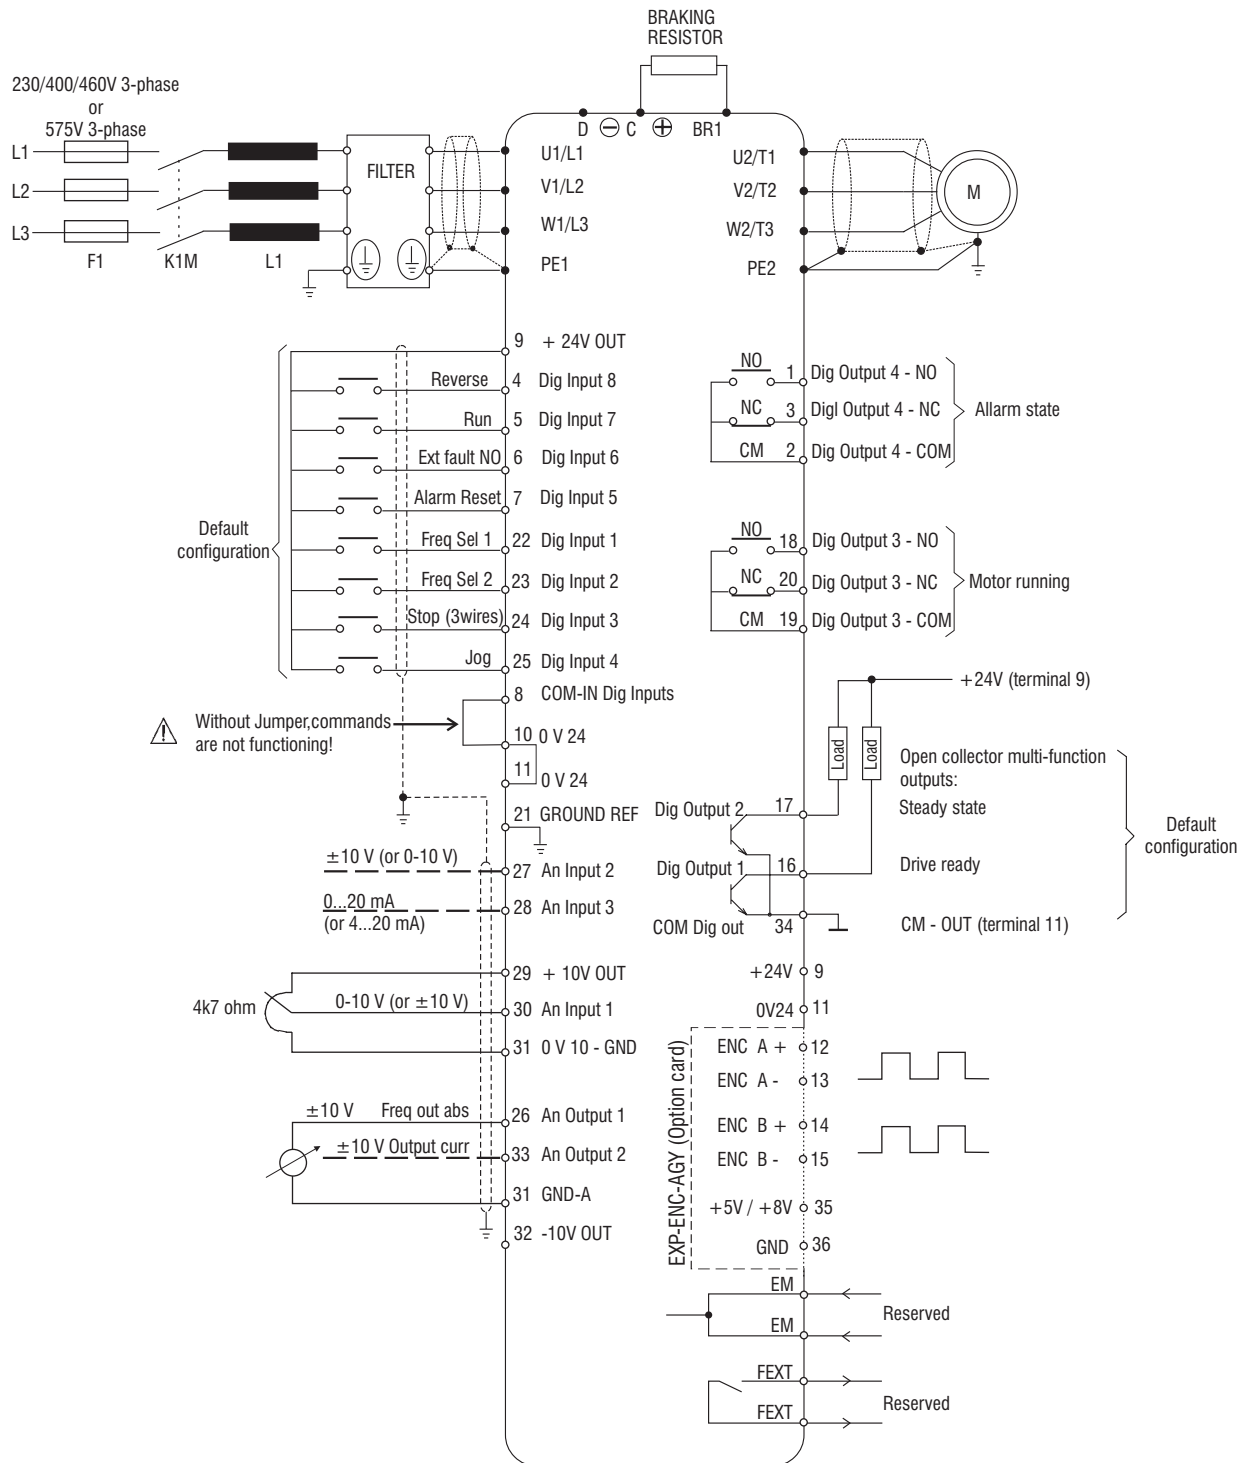 BRAKING
RESISTOR
230/400/460V 3-phase
or
575V 3-phase
L1
L2
L3
F1
K1M
L1
FILTER
D
C
BR1
U1/L1
V1/L2
W1/L3
PE1
U2/T1
V2/T2
W2/T3
PE2
M
9 + 24V OUT
Reverse 4 Dig Input 8
Run 5 Dig Input 7
Ext fault NO 6 Dig Input 6
Alarm Reset 7 Dig Input 5
Freq Sel 1 22 Dig Input 1
Freq Sel 2 23 Dig Input 2
Stop (3wires) 24 Dig Input 3
Jog 25 Dig Input 4
Default
configuration
8 COM-IN Dig Inputs
Without Jumper,commands
are not functioning!
10 0 V 24
11 0 V 24
21 GROUND REF
±10 V (or 0-10 V)
27 An Input 2
0...20 mA
(or 4...20 mA)
28 An Input 3
29 + 10V OUT
4k7 ohm
0-10 V (or ±10 V) 30 An Input 1
31 0 V 10 - GND
±10 V Freq out abs 26 An Output 1
±10 V Output curr 33 An Output 2
31 GND-A
32 -10V OUT
NO 1 Dig Output 4 - NO
NC 3 Digl Output 4 - NC
CM 2 Dig Output 4 - COM
Allarm state
NO 18 Dig Output 3 - NO
NC 20 Dig Output 3 - NC
CM 19 Dig Output 3 - COM
Motor running
+24V (terminal 9)
Load
Load
Open collector multi-function
outputs:
Dig Output 2 17 Steady state
Dig Output 1 16 Drive ready
COM Dig out 34 CM - OUT (terminal 11)
Default
configuration
+24V 9
0V24 11
EXP-ENC-AGY (Option card)
ENC A + 12
ENC A - 13
ENC B + 14
ENC B - 15
+5V / +8V 35
GND 36
EM
EM
Reserved
FEXT
FEXT
Reserved